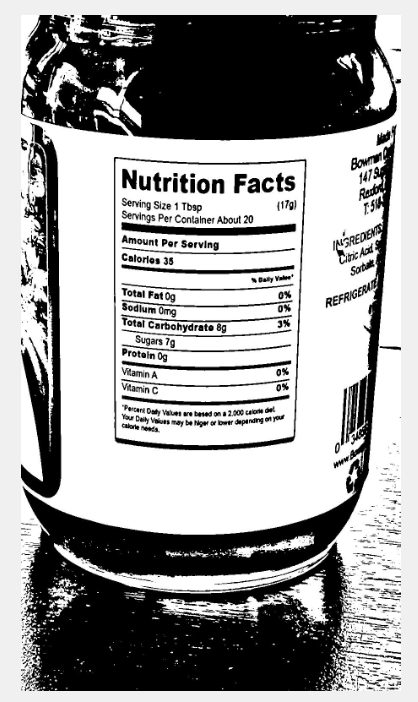 Nutrition Facts
Serving Size 1 Tbsp (17g)
Servings Per Container About 20
Amount Per Serving
Calories 35
% Daily Value*
Total Fat 0g 0%
Sodium 0mg 0%
Total Carbohydrate 8g 3%
Sugars 7g
Protein 0g
Vitamin A 0%
Vitamin C 0%
*Percent Daily Values are based on a 2,000 calorie diet.
Your Daily Values may be higer or lower depending on your
calorie needs.
Made
Bowman
147
T: 518
INGREDIENTS
Citric Acid,
REFRIGERATE
0